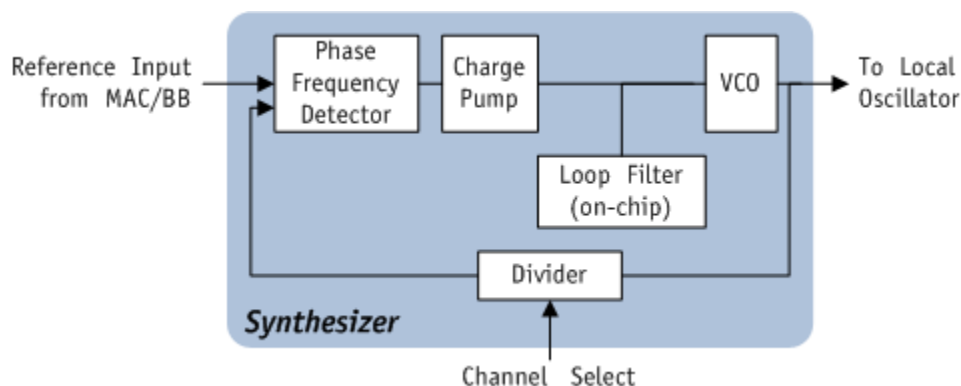 Reference Input
from MAC/BB
Phase
Frequency
Detector
Charge
Pump
VCO
To Local
Oscillator
Loop Filter
(on-chip)
Divider
Synthesizer
Channel Select